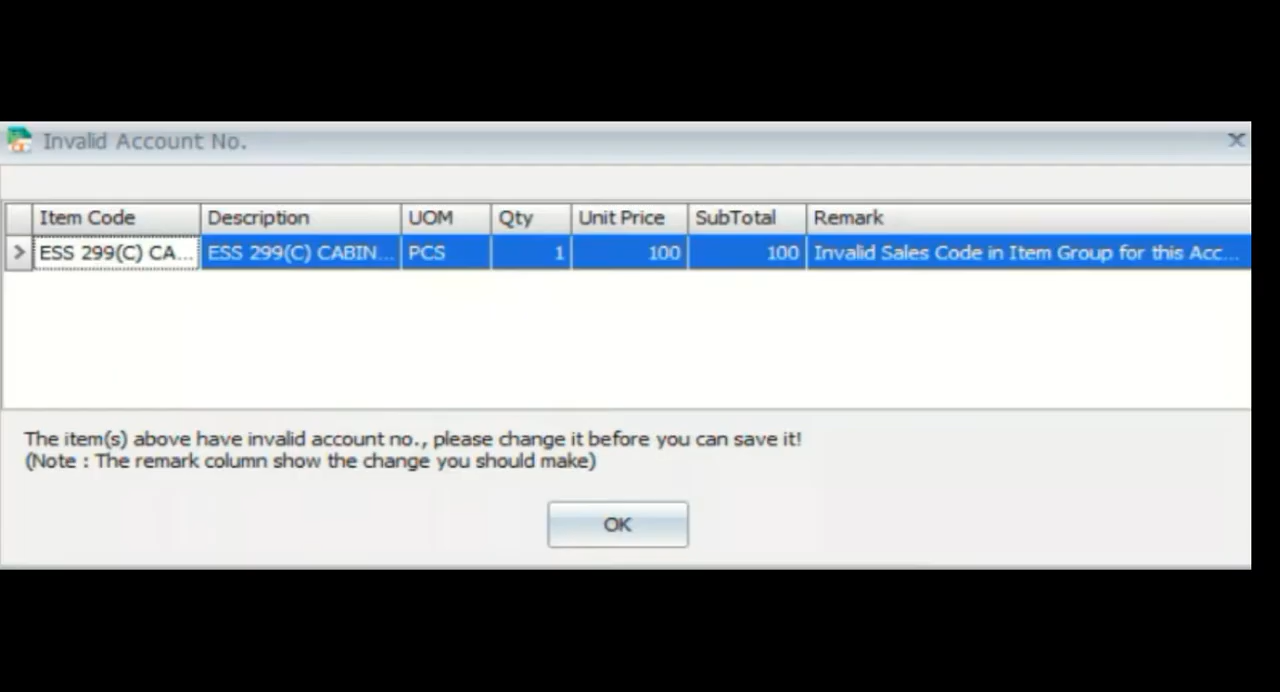 Invalid Account No.
Item Code Description UOM Qty Unit Price SubTotal Remark
ESS 299(C) CA... ESS 299(C) CABIN... PCS 1 100 100 Invalid Sales Code in Item Group for this Acc...
The item(s) above have invalid account no., please change it before you can save it!
(Note : The remark column show the change you should make)
OK